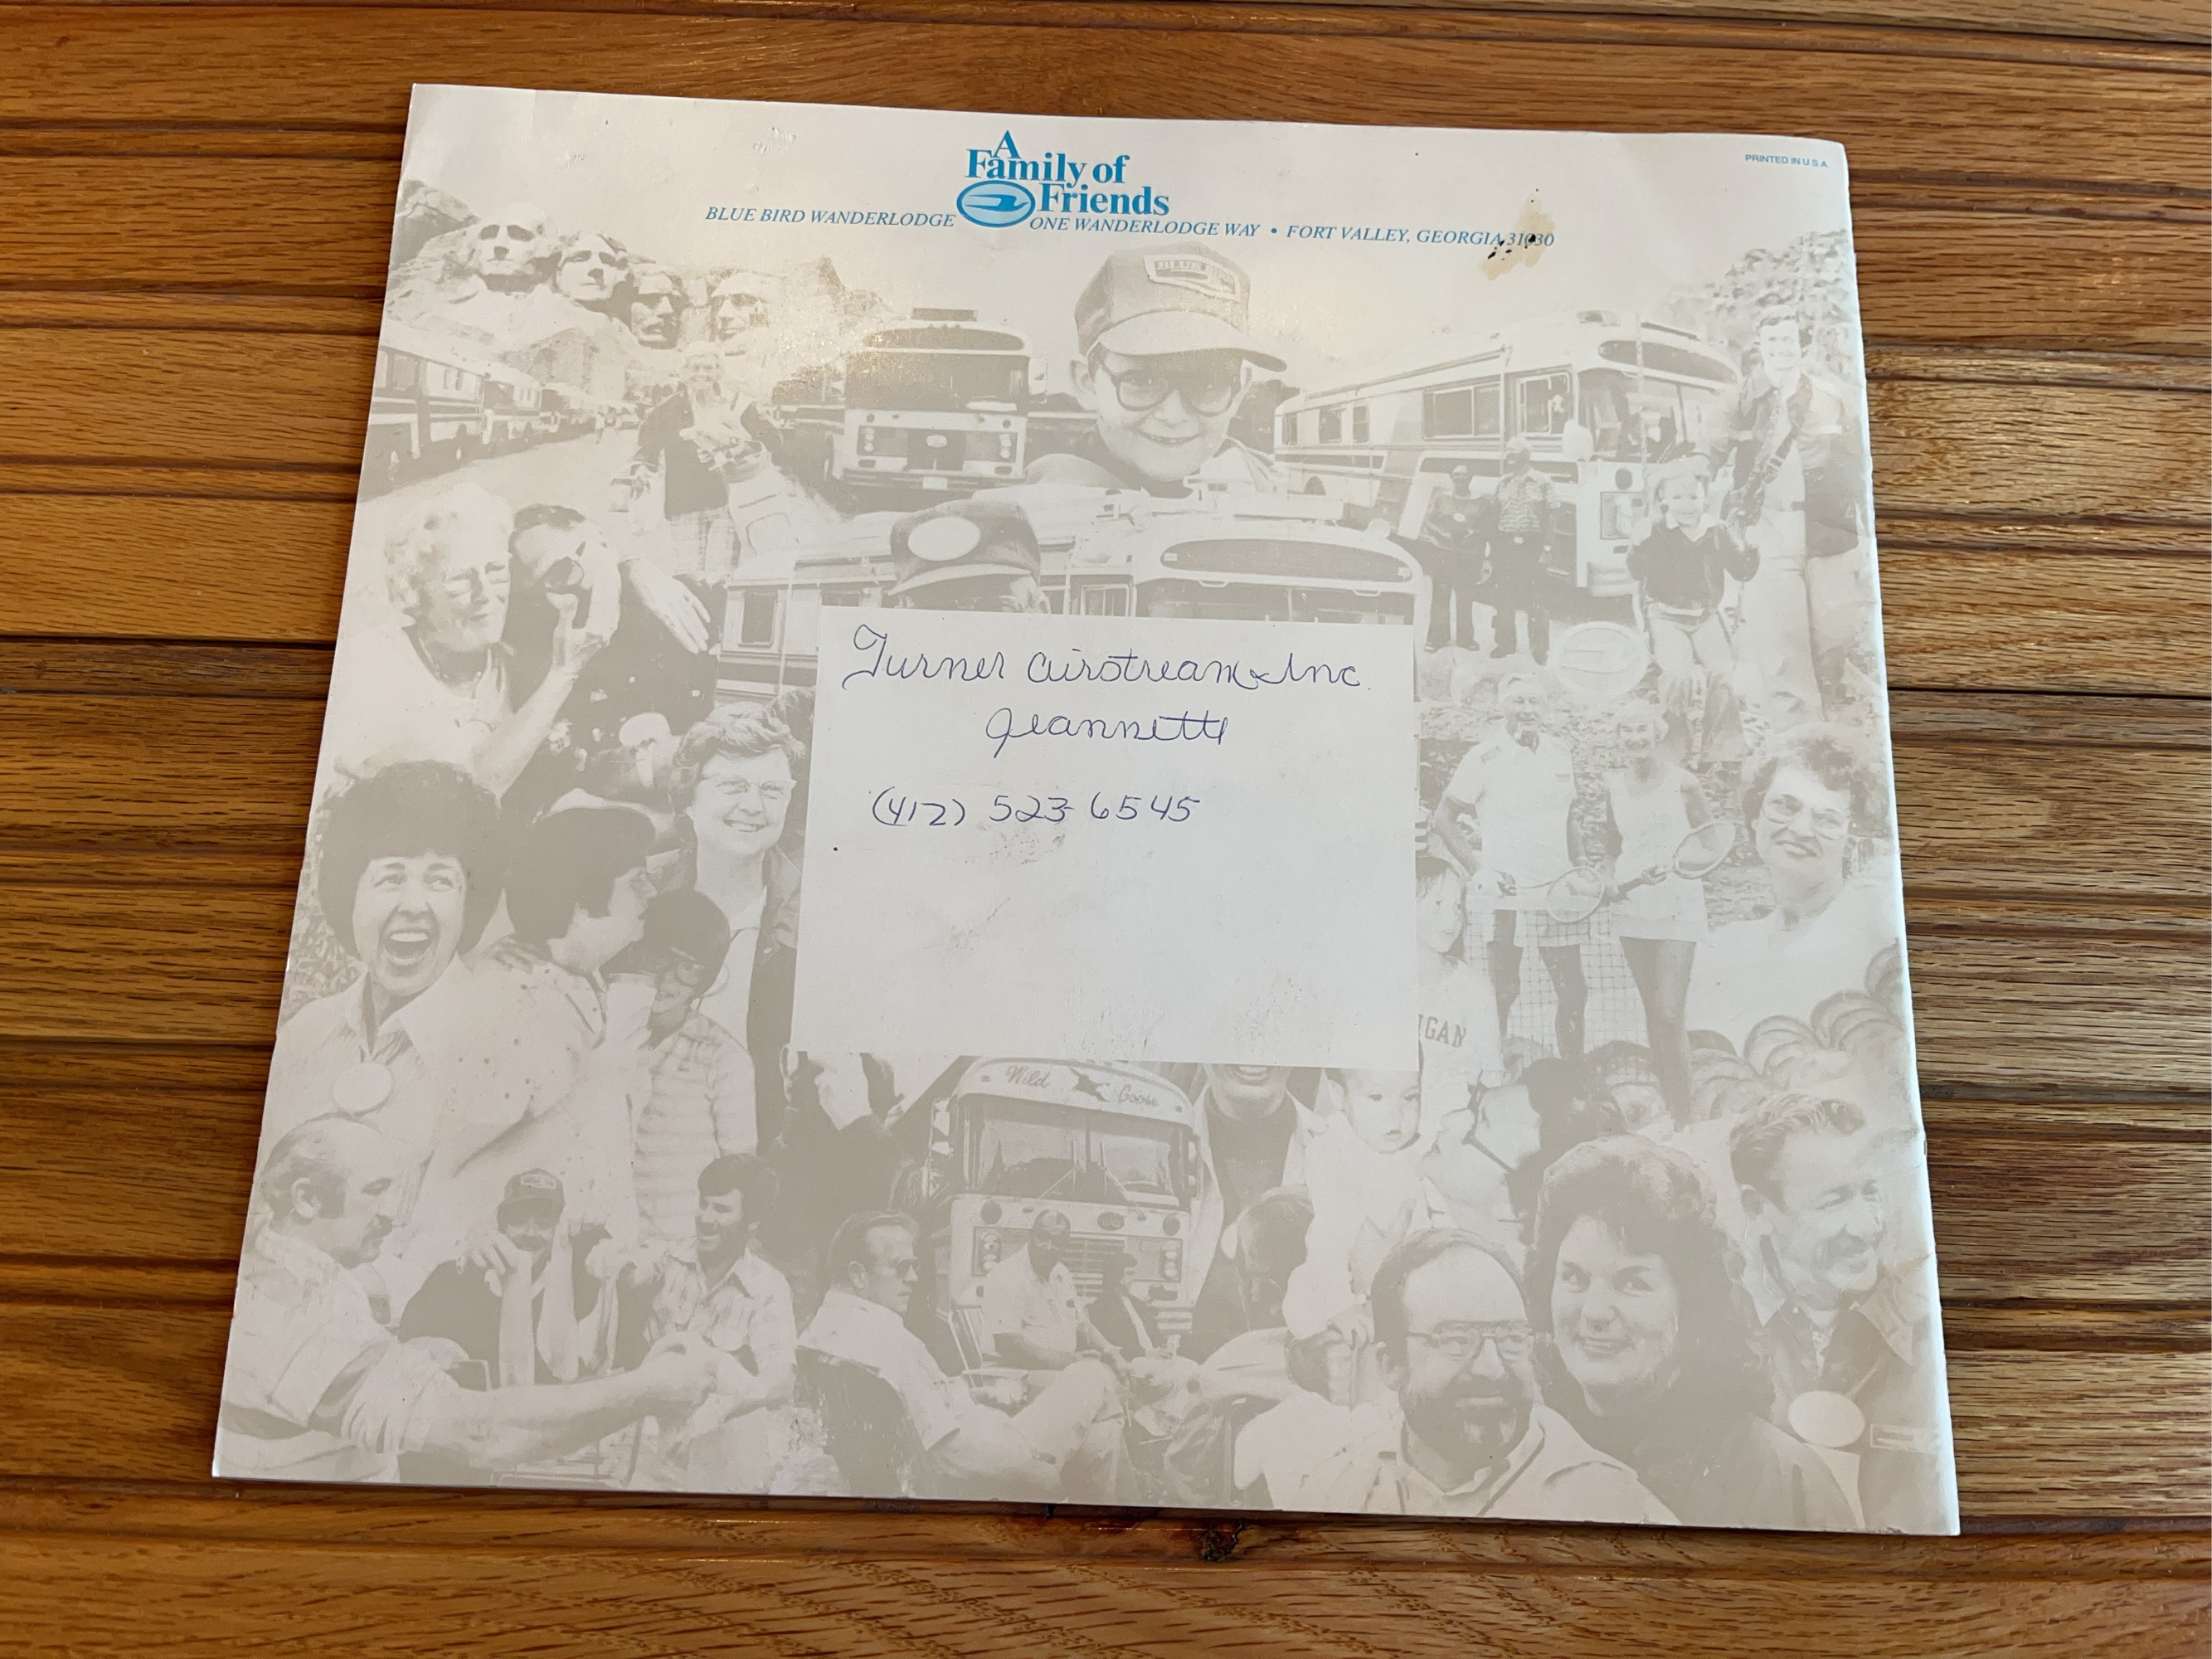 PRINTED IN U.S.A.
A
Family of
Friends
BLUE BIRD WANDERLODGE ONE WANDERLODGE WAY • FORT VALLEY, GEORGIA 31030
Turner Airstream Inc.
Jeannette
(412) 523-6545
IGAN
Wild Goose